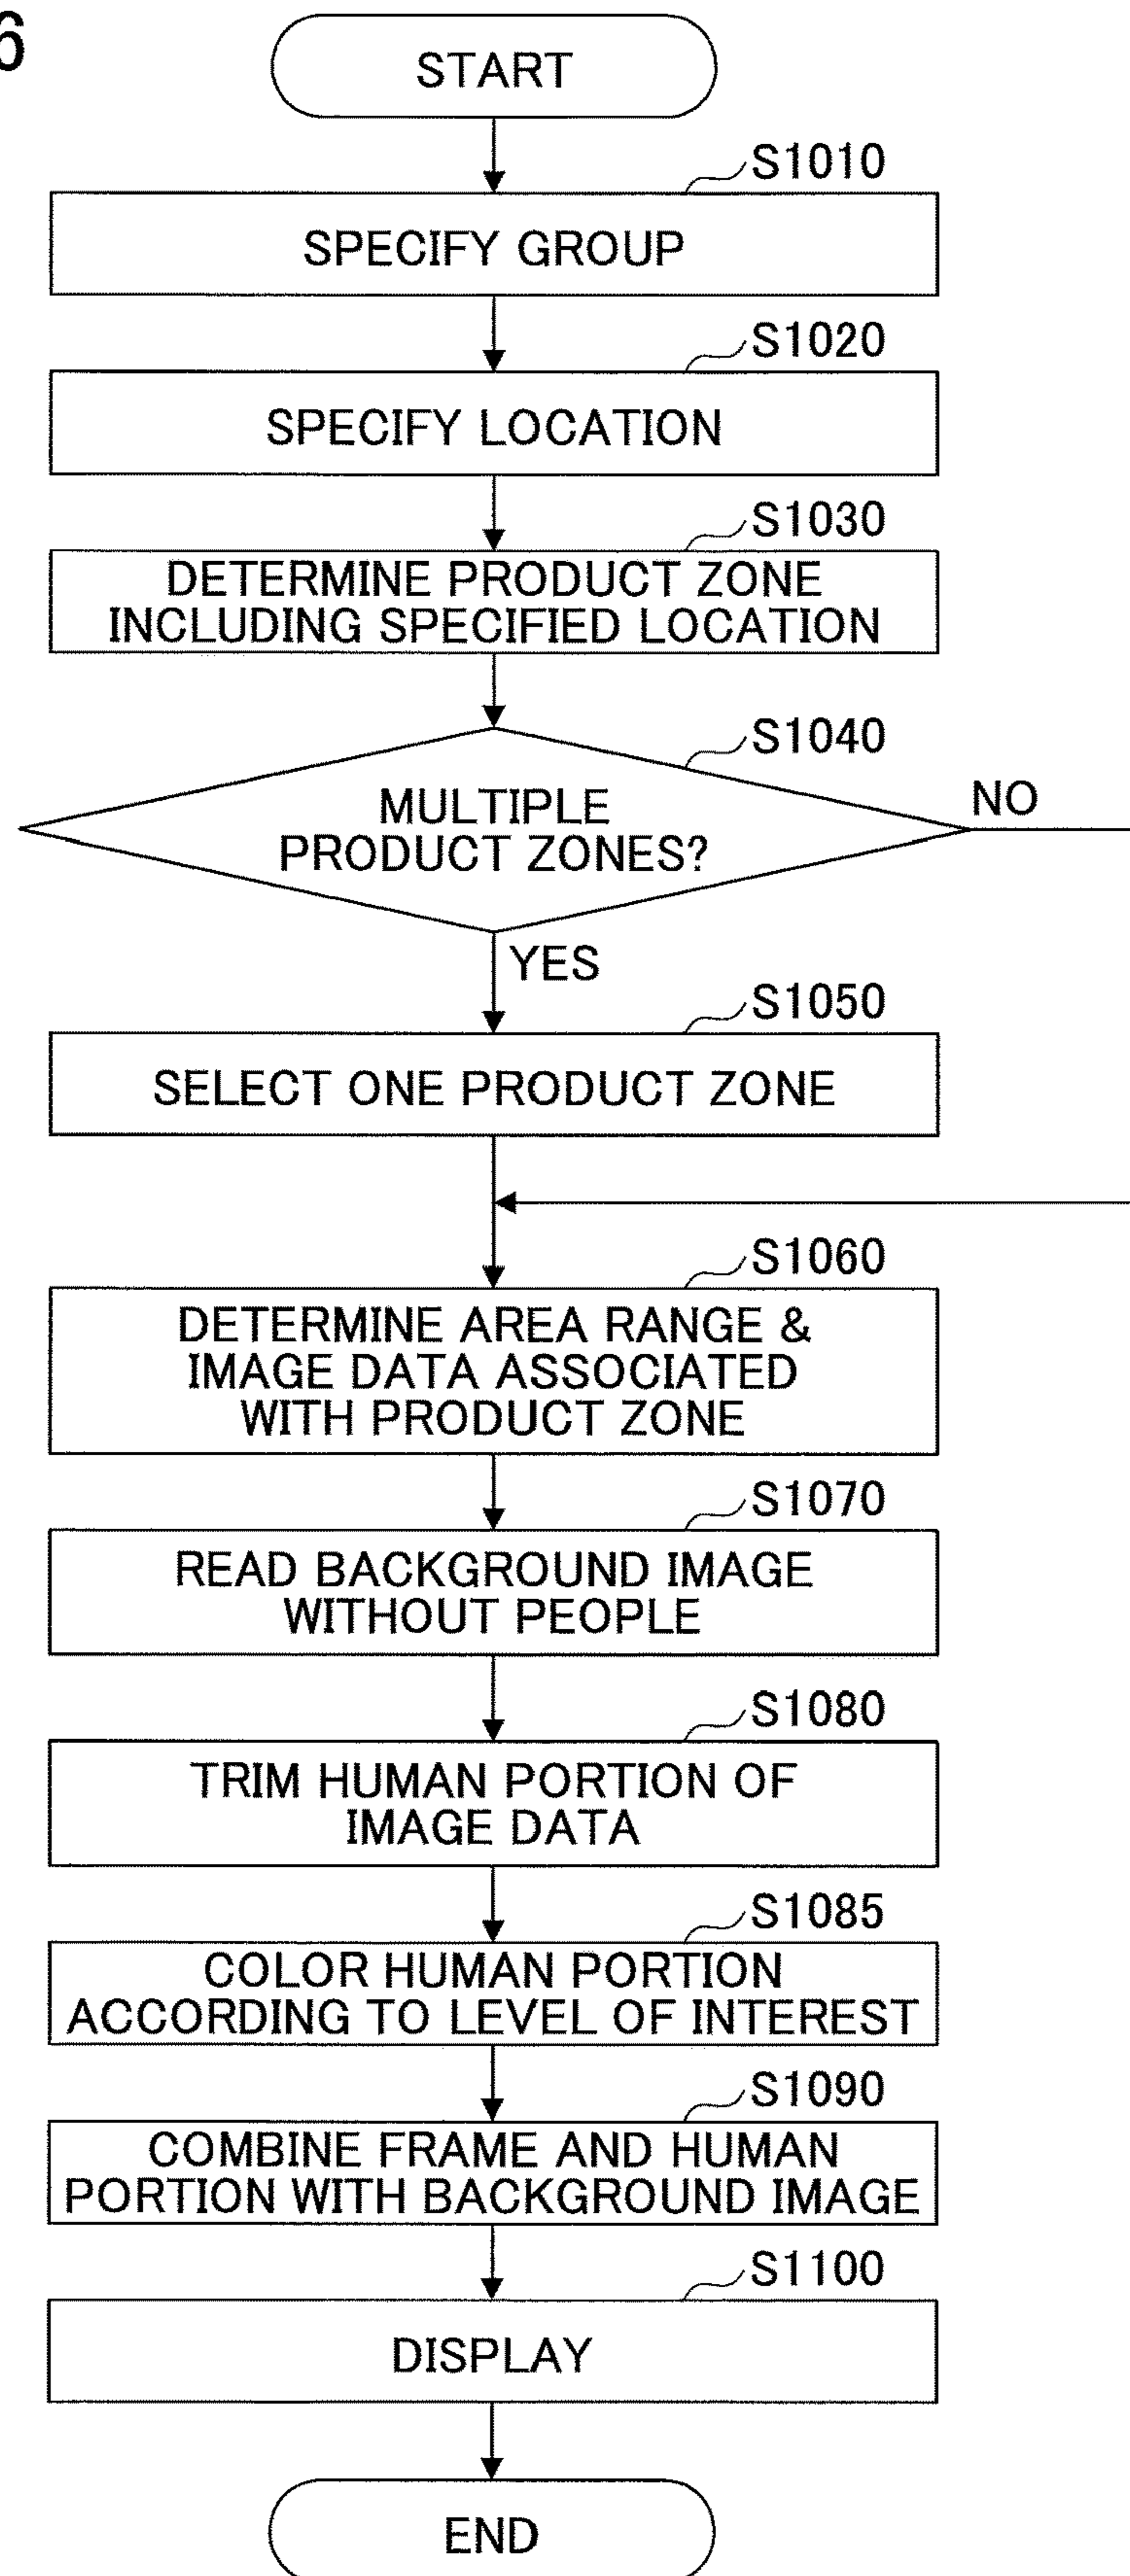 6
START
S1010
SPECIFY GROUP
S1020
SPECIFY LOCATION
S1030
DETERMINE PRODUCT ZONE
INCLUDING SPECIFIED LOCATION
S1040
MULTIPLE
PRODUCT ZONES?
NO
YES
S1050
SELECT ONE PRODUCT ZONE
S1060
DETERMINE AREA RANGE &
IMAGE DATA ASSOCIATED
WITH PRODUCT ZONE
S1070
READ BACKGROUND IMAGE
WITHOUT PEOPLE
S1080
TRIM HUMAN PORTION OF
IMAGE DATA
S1085
COLOR HUMAN PORTION
ACCORDING TO LEVEL OF INTEREST
S1090
COMBINE FRAME AND HUMAN
PORTION WITH BACKGROUND IMAGE
S1100
DISPLAY
END